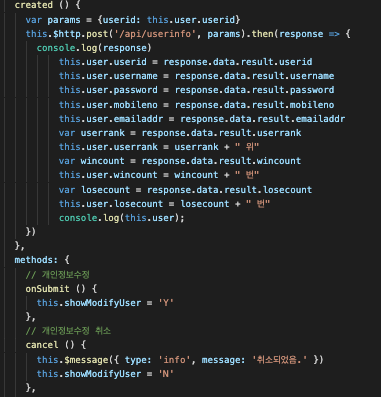 created () {
var params = {userid: this.user.userid}
this.$http.post('/api/userinfo', params).then(response => {
console.log(response)
this.user.userid = response.data.result.userid
this.user.username = response.data.result.username
this.user.password = response.data.result.password
this.user.mobileno = response.data.result.mobileno
this.user.emailaddr = response.data.result.emailaddr
var userrank = response.data.result.userrank
this.user.userrank = userrank + " 위"
var wincount = response.data.result.wincount
this.user.wincount = wincount + " 번"
var losecount = response.data.result.losecount
this.user.losecount = losecount + " 번"
console.log(this.user);
})
},
methods: {
// 개인정보수정
onSubmit () {
this.showModifyUser = 'Y'
},
// 개인정보수정 취소
cancel () {
this.$message({ type: 'info', message: '취소되었음.' })
this.showModifyUser = 'N'
},